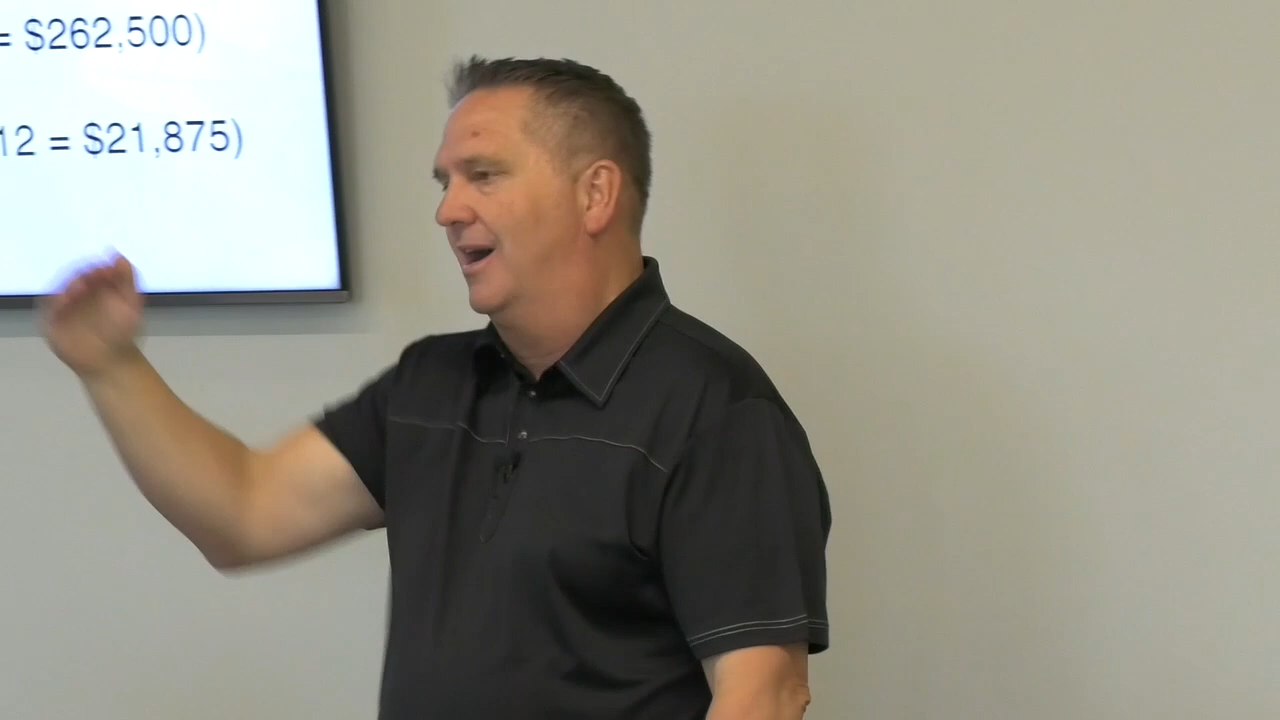 = $262,500)
12 = $21,875)